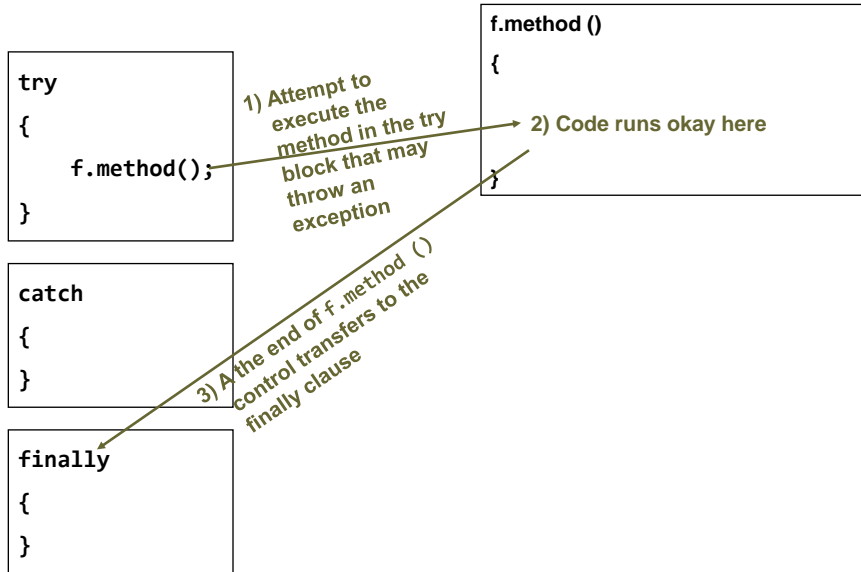 try
{
f.method();
}
1) Attempt to
execute the
method in the try
block that may
throw an
exception
f.method ()
{
2) Code runs okay here
}
catch
{
}
3) A the end of f.method ()
control transfers to the
finally clause
finally
{
}